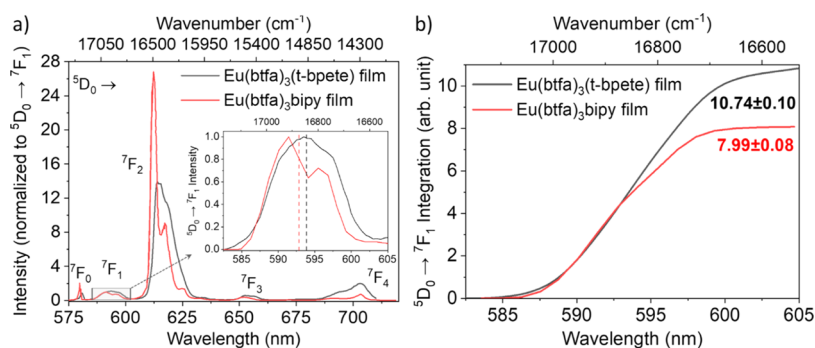 a)
Wavenumber (cm-1)
17050 16500 15950 15400 14850 14300
Intensity (normalized to 5D0 → 7F1)
28
24
20
16
12
8
4
0
5D0 →
Eu(btfa)3(t-bpete) film
Eu(btfa)3bipy film
7F0
7F1
7F2
7F3
7F4
16950 16800 16650
5D0 → 7F1 Intensity
1.0
0.8
0.6
0.4
0.2
0.0
585 590 595 600 605
575 600 625 650 675 700
Wavelength (nm)
b)
Wavenumber (cm-1)
16960 16800 16640
5D0 → 7F1 Integration (arb. unit)
10
8
6
4
2
0
Eu(btfa)3(t-bpete) film
Eu(btfa)3bipy film
10.74±0.10
7.99±0.08
585 590 595 600 605
Wavelength (nm)